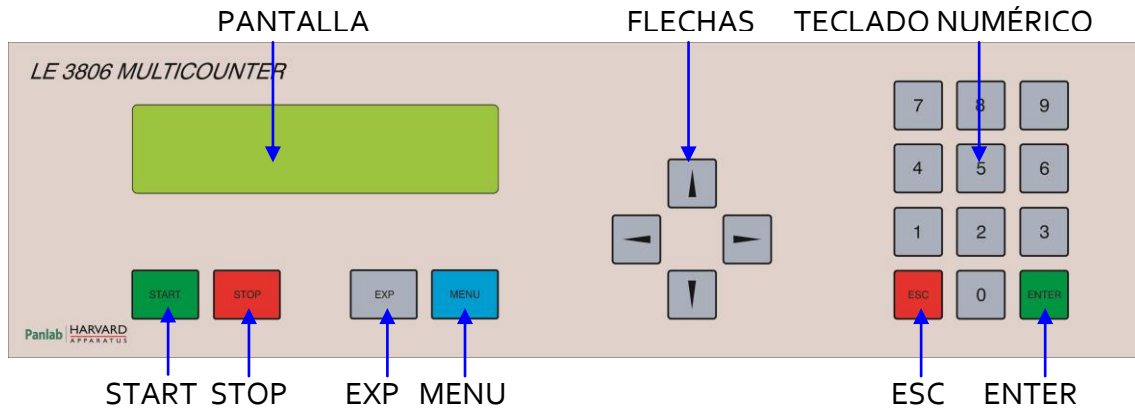 PANTALLA FLECHAS TECLADO NUMÉRICO
LE 3806 MULTICOUNTER
7 8 9
4 5 6
1 2 3
START STOP EXP MENU ESC 0 ENTER
Panlab HARVARD
APPARATUS
START STOP EXP MENU ESC ENTER